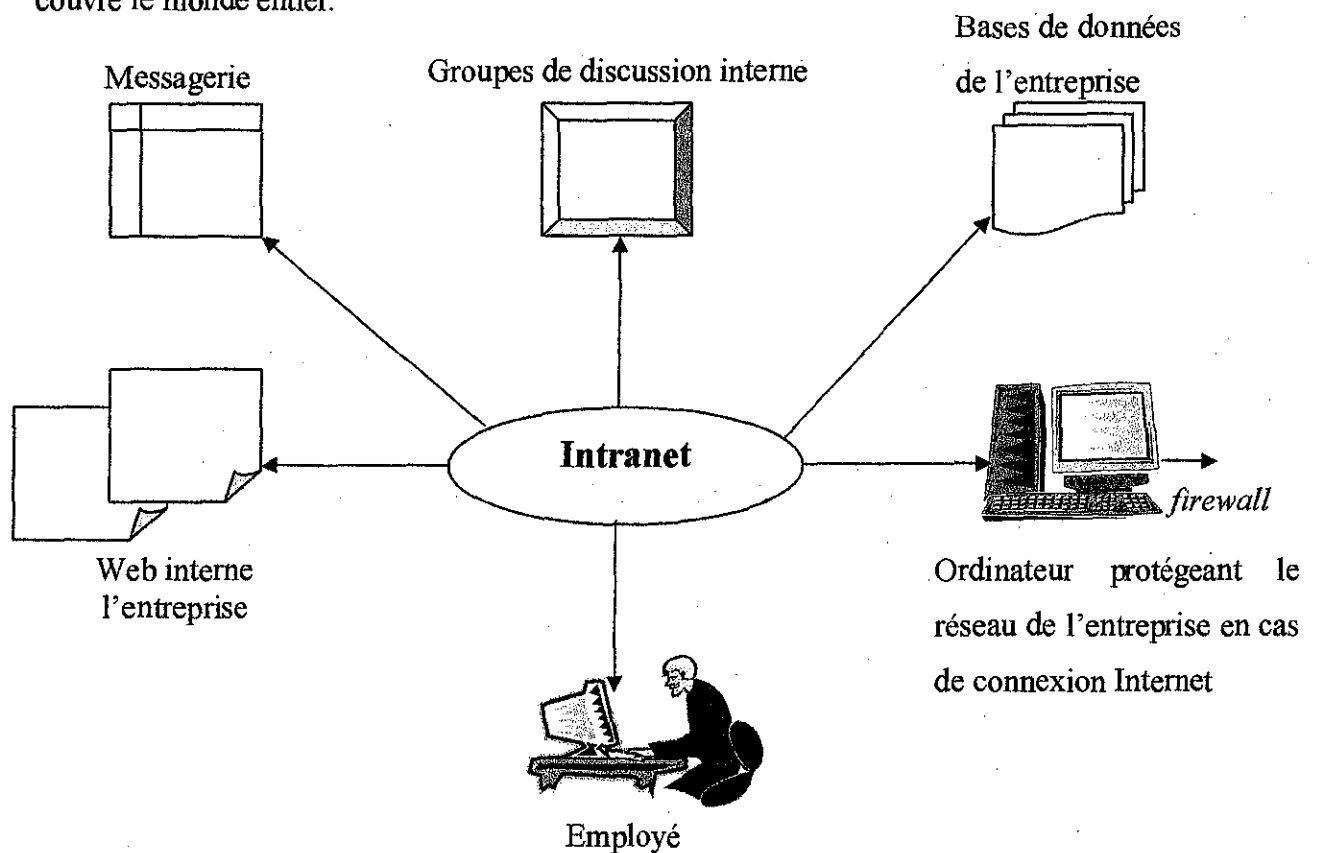 couvre le monde entier.
Bases de données
de l'entreprise
Messagerie
Groupes de discussion interne
Intranet
firewall
Web interne
l'entreprise
Ordinateur protégeant le
réseau de l'entreprise en cas
de connexion Internet
Employé